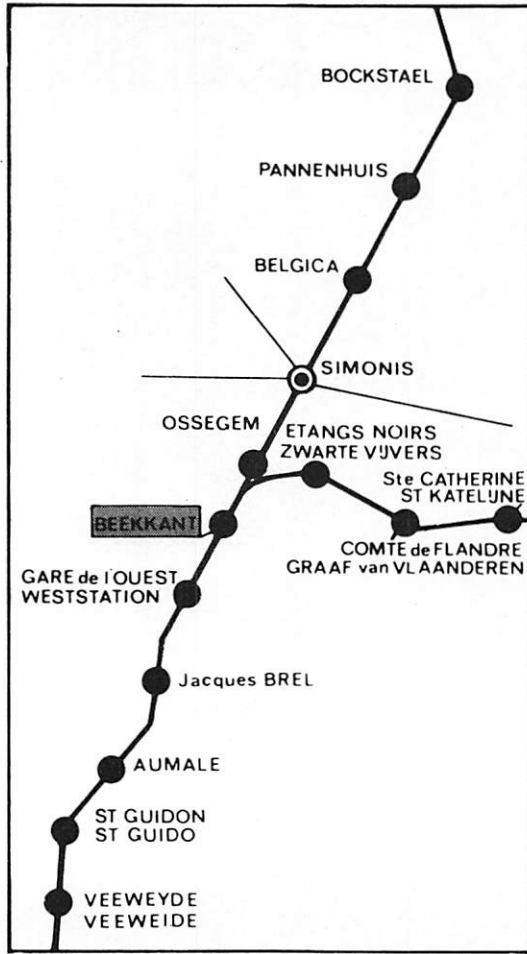 BOCKSTAEL
PANNENHUIS
BELGICA
SIMONIS
OSSEGEM
ETANGS NOIRS
ZWARTE VIJVERS
Ste CATHERINE
ST KATELIJNE
BEEKKANT
COMTE de FLANDRE
GRAAF van VLAANDEREN
GARE de l'OUEST
WESTSTATION
Jacques BREL
AUMALE
ST GUIDON
ST GUIDO
VEEWEYDE
VEEWEIDE